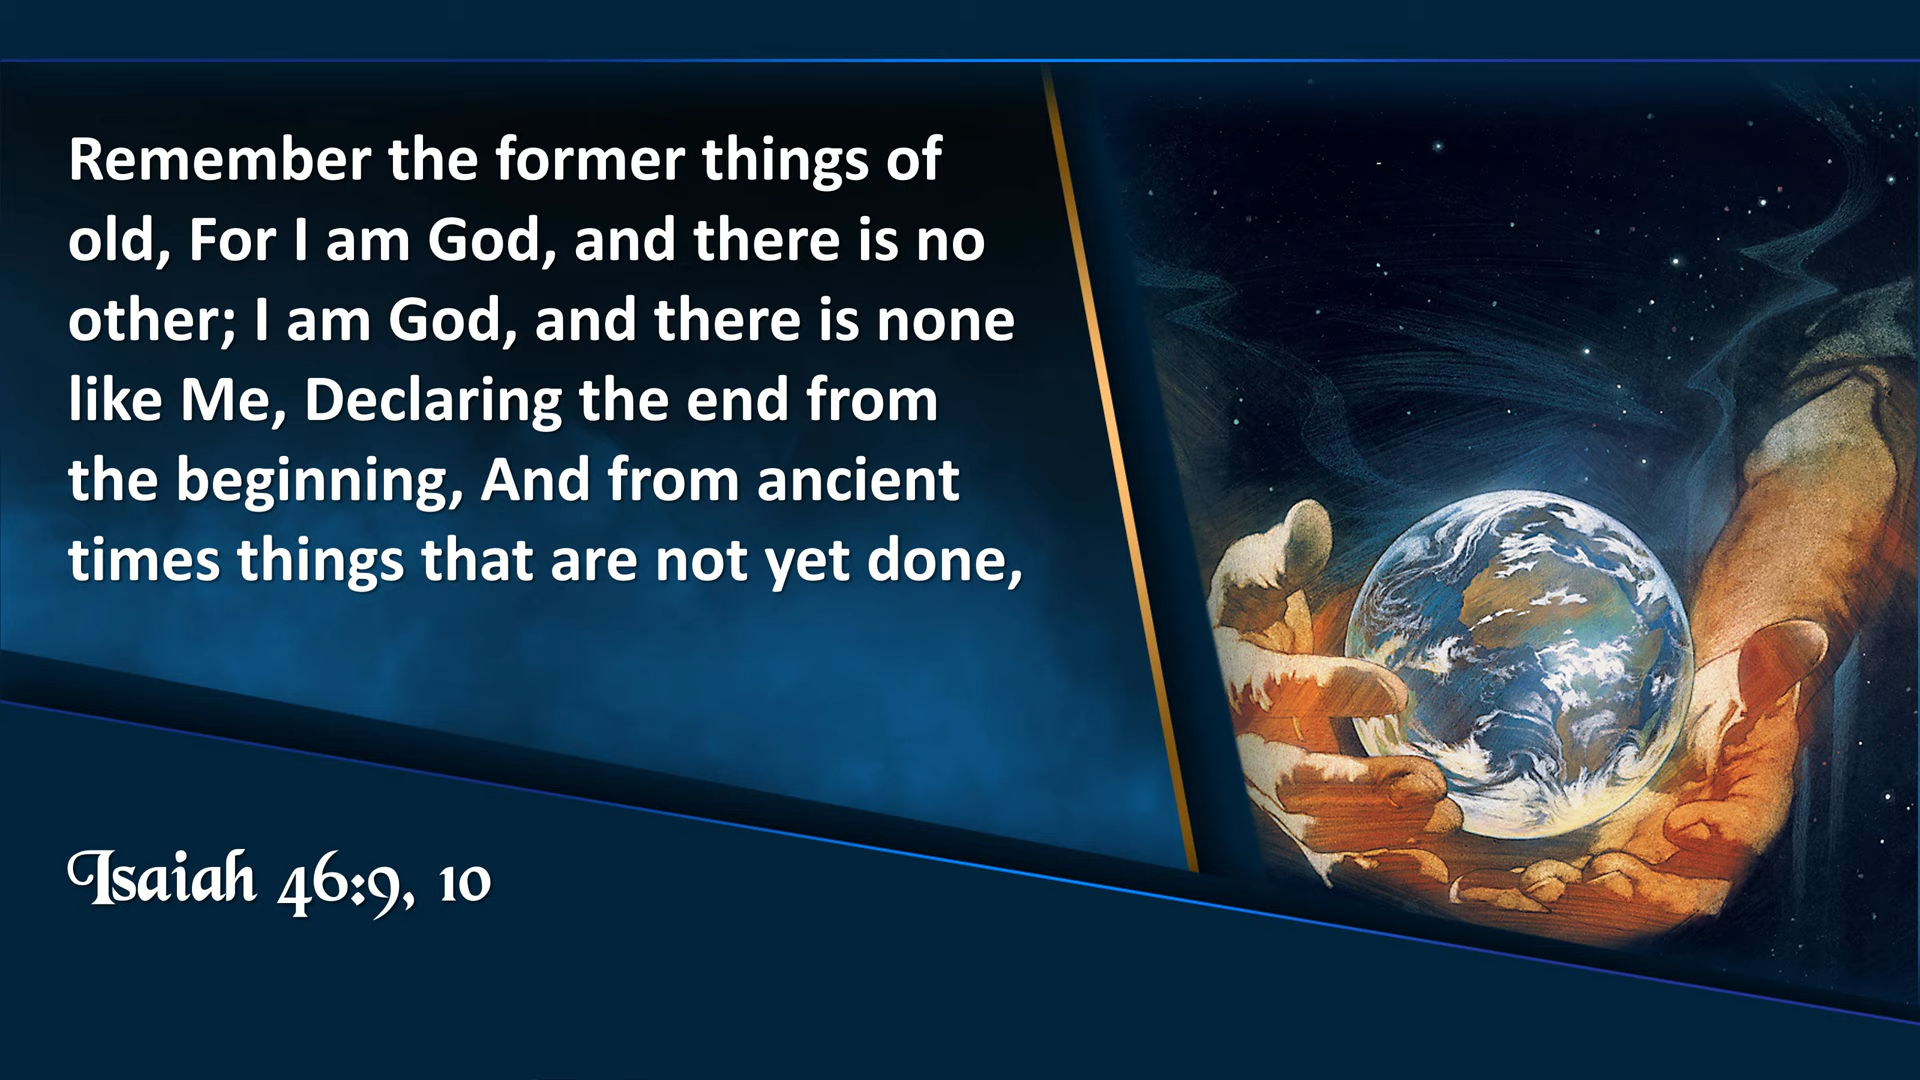 Remember the former things of
old, For I am God, and there is no
other; I am God, and there is none
like Me, Declaring the end from
the beginning, And from ancient
times things that are not yet done,
Isaiah 46:9, 10